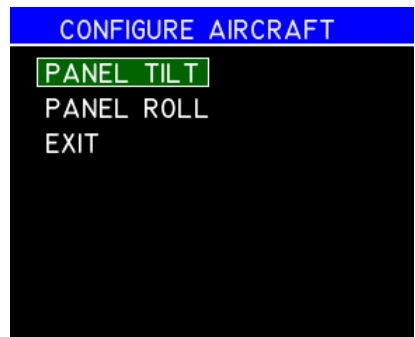 CONFIGURE AIRCRAFT
PANEL TILT
PANEL ROLL
EXIT